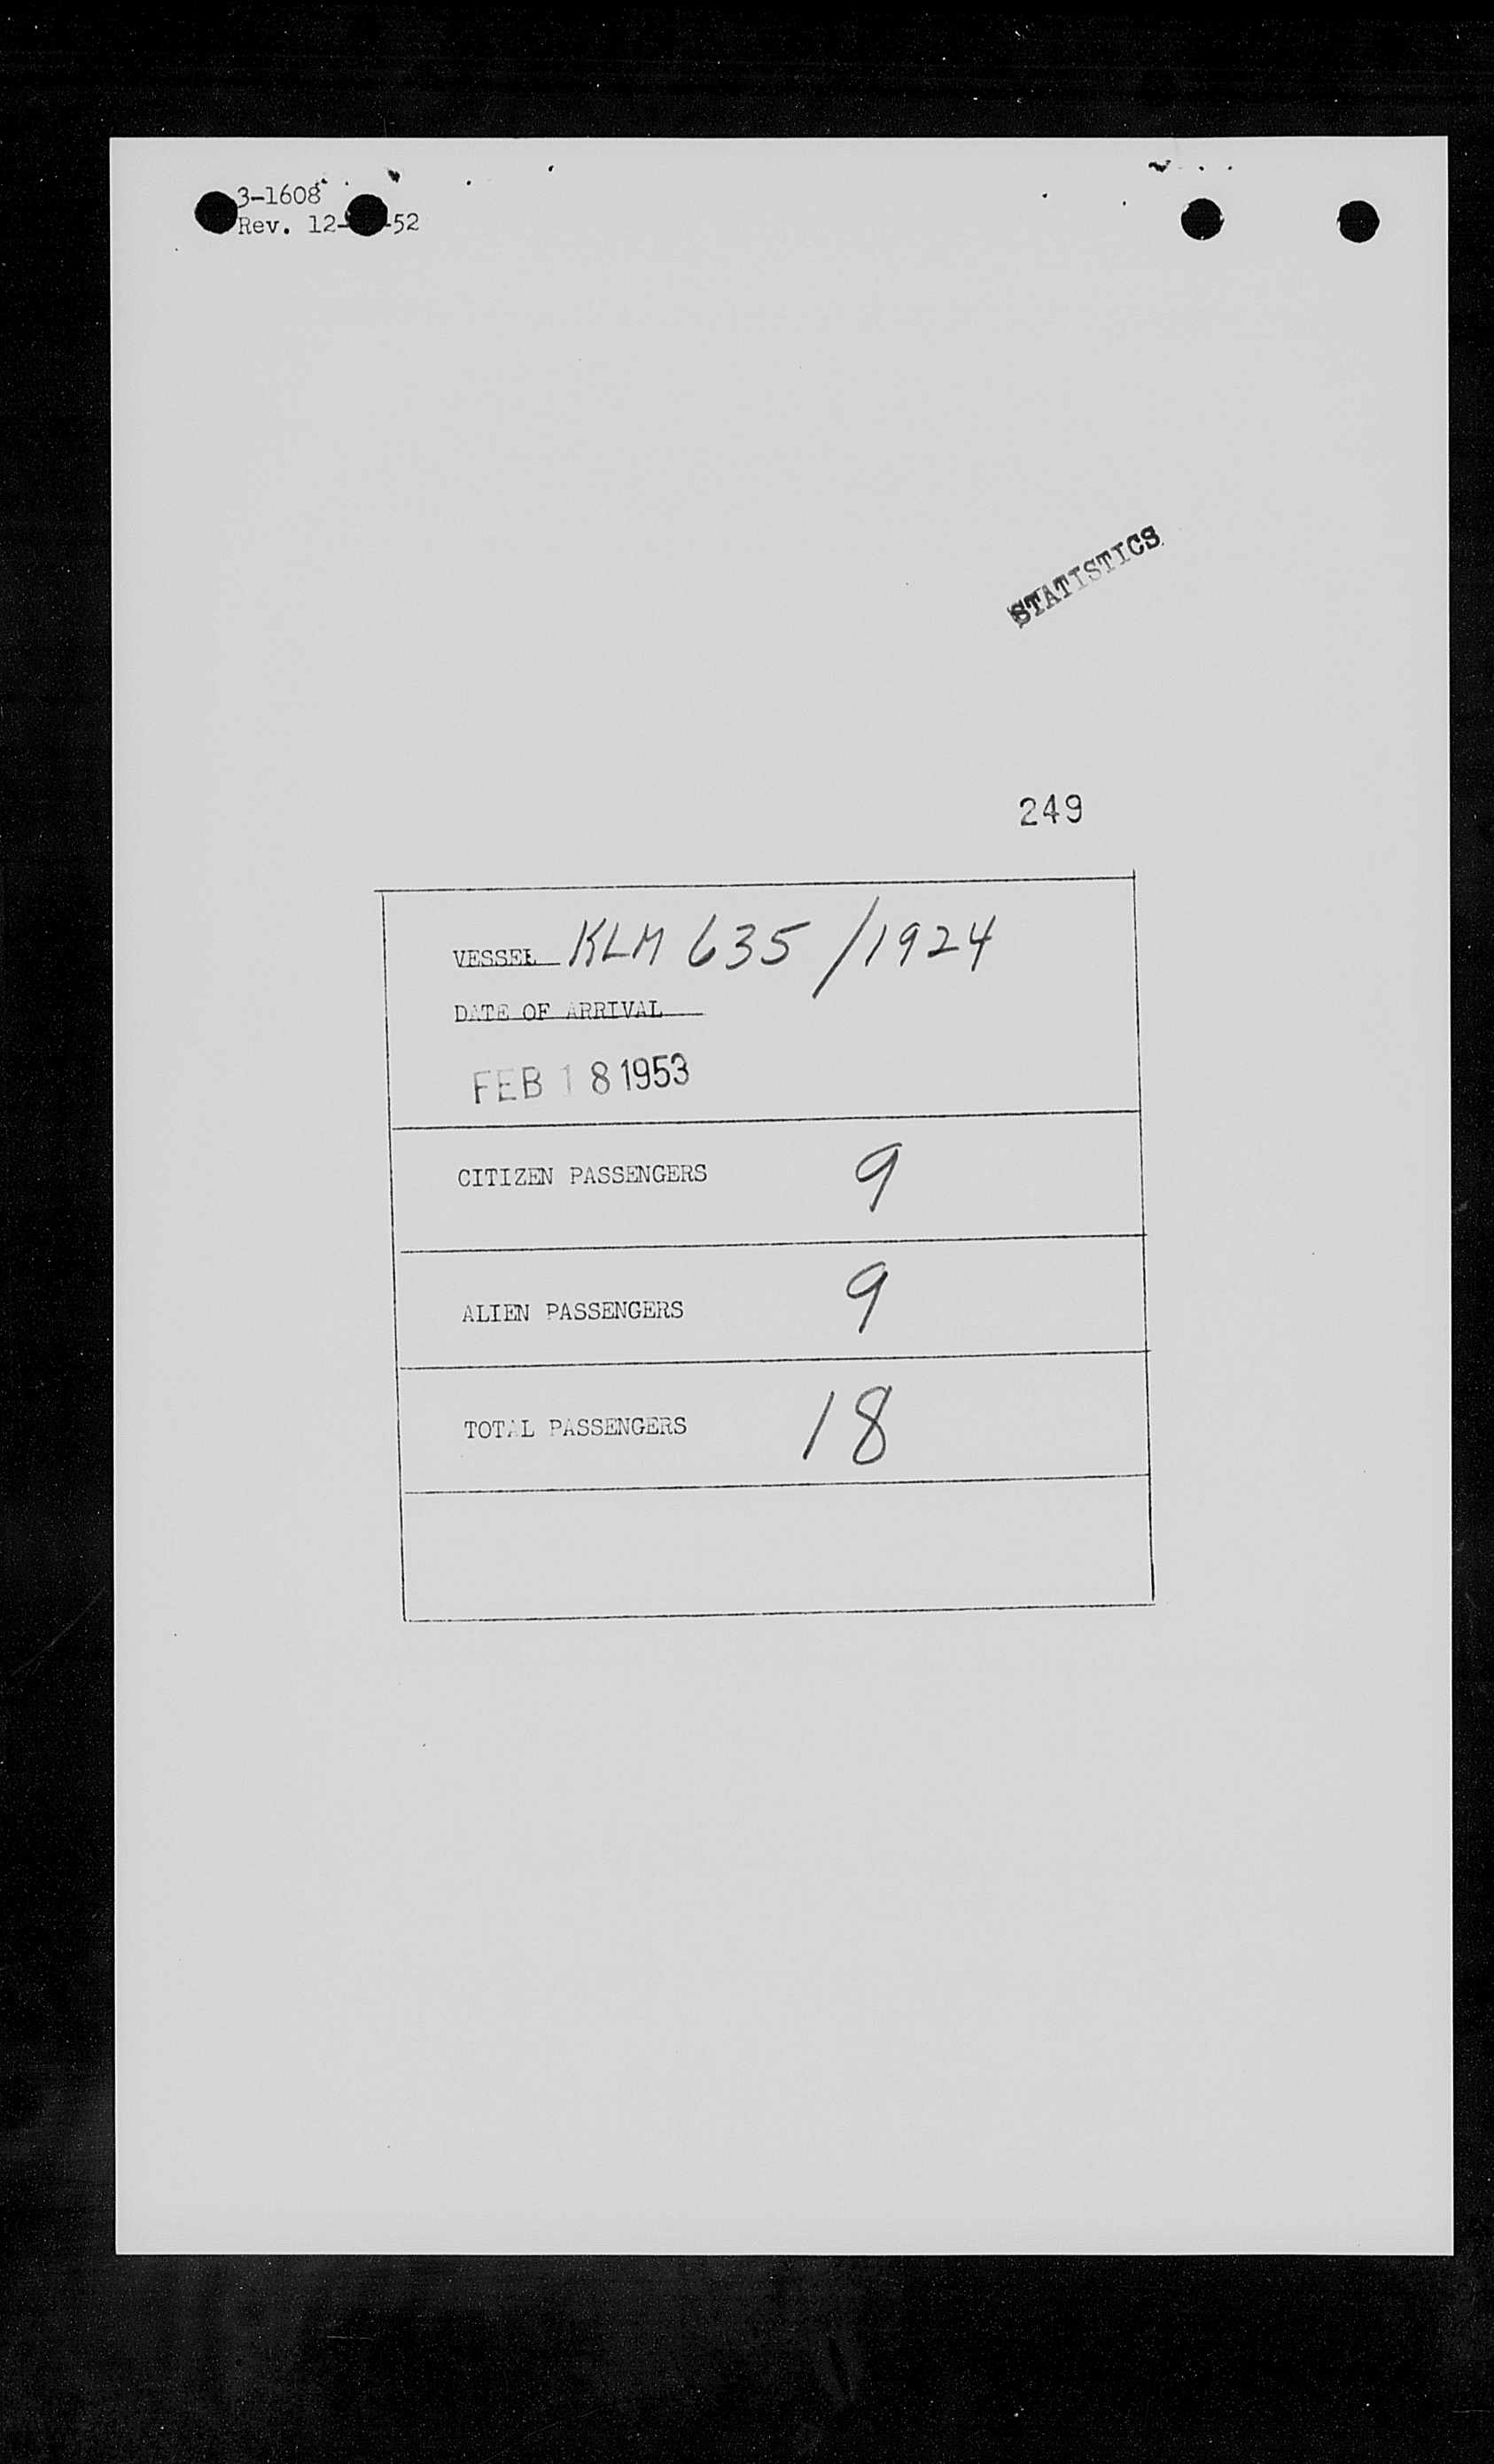 3-1608
Rev. 12- -52
STATISTICS
249
VESSEL KLM 635 /1924
DATE OF ARRIVAL
FEB 18 1953
CITIZEN PASSENGERS 9
ALIEN PASSENGERS 9
TOTAL PASSENGERS 18